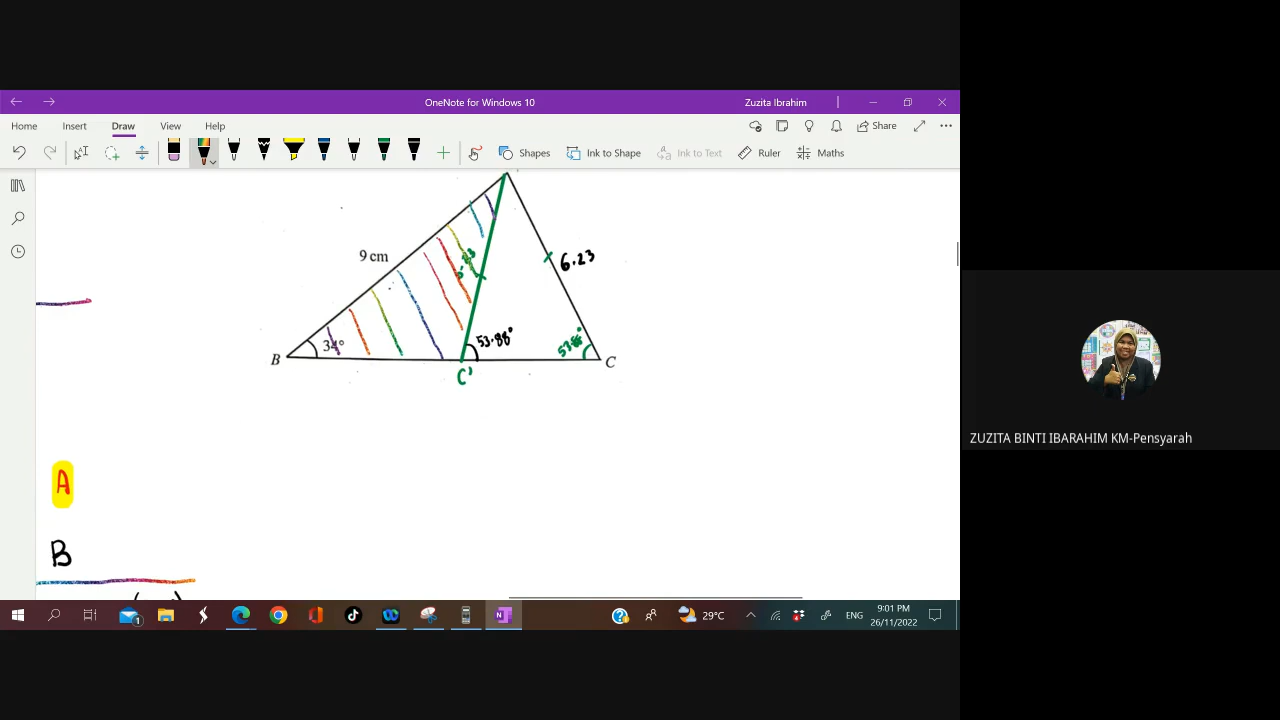 OneNote for Windows 10
Zuzita Ibrahim
Home Insert Draw View Help
Share
Shapes Ink to Shape Ink to Text Ruler Maths
9 cm
6.23
34°
53.88°
B
C'
C
A
B
ZUZITA BINTI IBARAHIM KM-Pensyarah
1
29°C
ENG
9:01 PM
26/11/2022